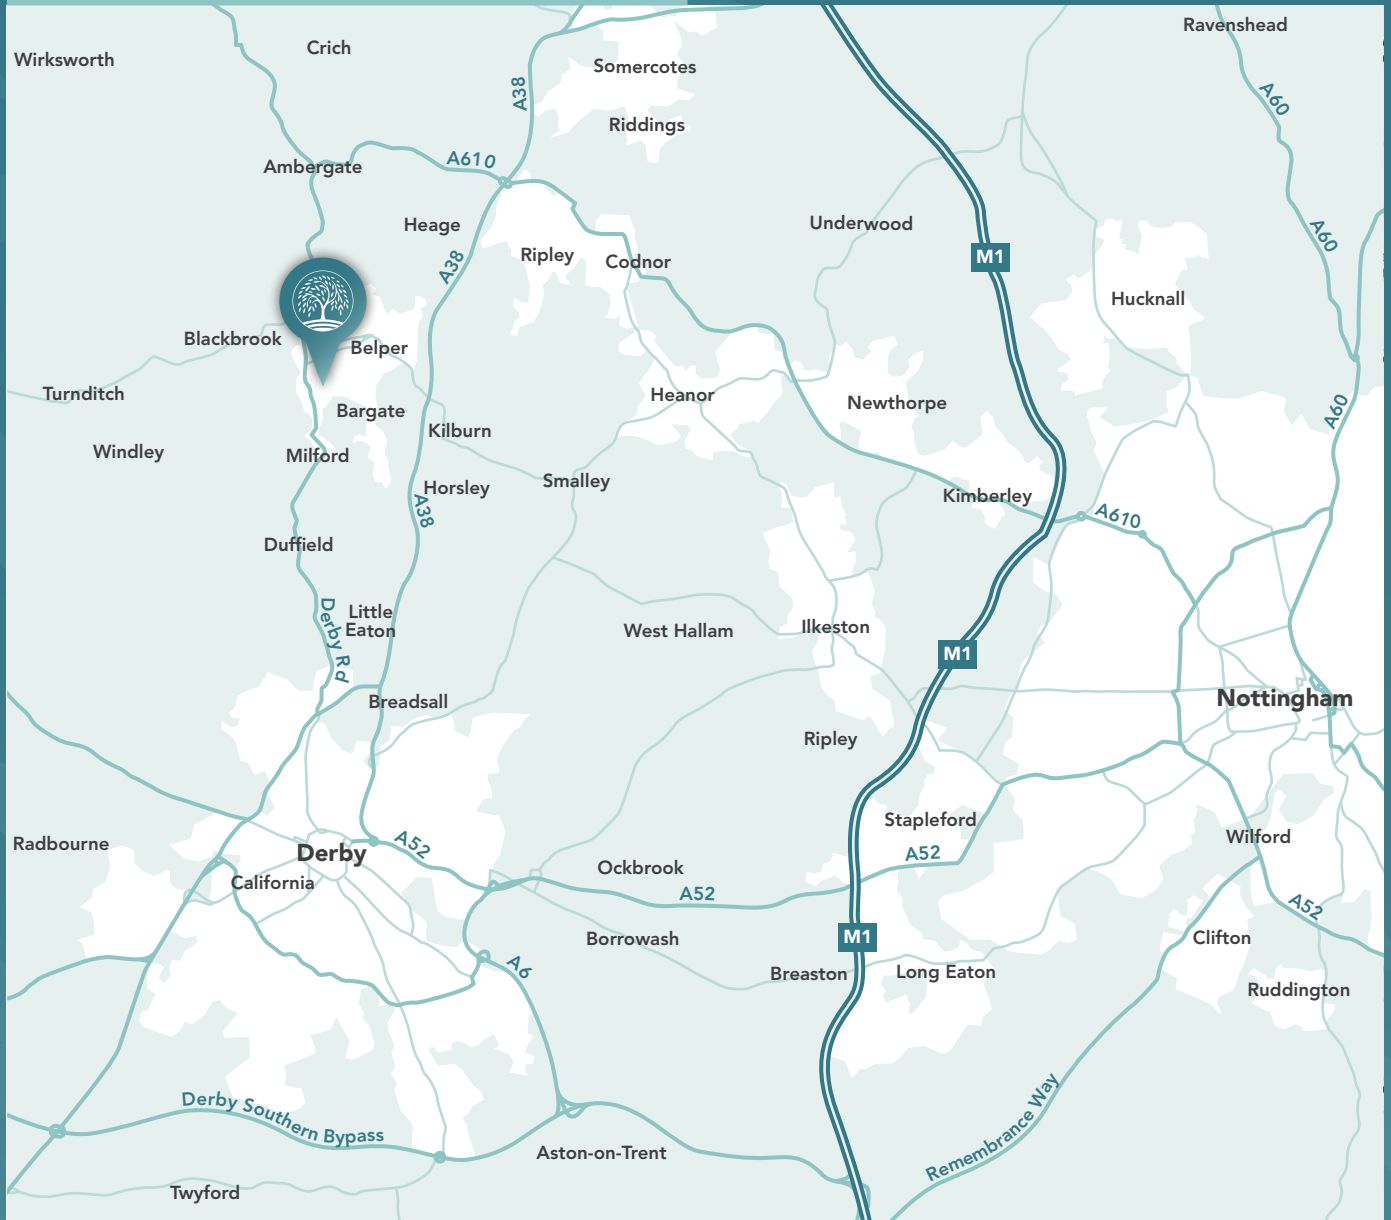 Ravenshead
Crich
Wirksworth
Somercotes
A38
A60
Riddings
A610
Ambergate
Heage
Underwood
A60
Ripley
Codnor
M1
A38
Hucknall
Blackbrook
Belper
Turnditch
Heanor
Newthorpe
Bargate
A60
Kilburn
Windley
Milford
Smalley
Horsley
Kimberley
A38
A610
Duffield
Derby Rd
Little
Eaton
West Hallam
Ilkeston
M1
Breadsall
Nottingham
Ripley
Stapleford
Wilford
Radbourne
A52
Derby
A52
Ockbrook
California
A52
A52
Borrowash
M1
Clifton
A6
Breaston
Long Eaton
Ruddington
Derby Southern Bypass
Remembrance Way
Aston-on-Trent
Twyford